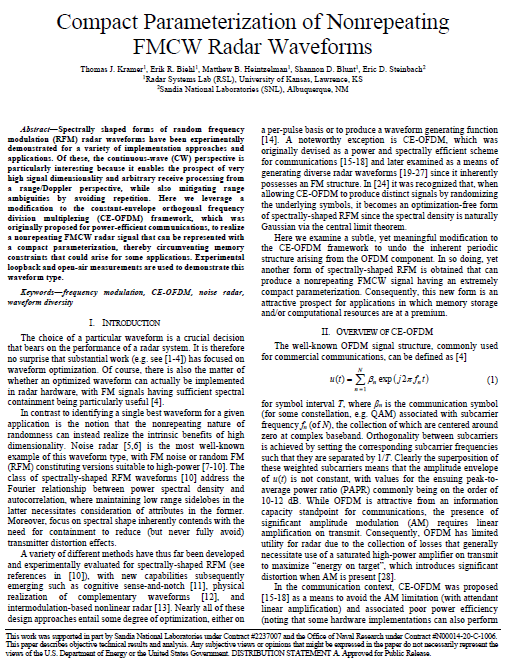 Compact Parameterization of Nonrepeating
FMCW Radar Waveforms
Thomas J. Kramer¹, Erik R. Biehl¹, Matthew B. Heintzelman¹, Shannon D. Blunt¹, Eric D. Steinbach²
¹Radar Systems Lab (RSL), University of Kansas, Lawrence, KS
²Sandia National Laboratories (SNL), Albuquerque, NM
Abstract—Spectrally shaped forms of random frequency
modulation (RFM) radar waveforms have been experimentally
demonstrated for a variety of implementation approaches and
applications. Of these, the continuous-wave (CW) perspective is
particularly interesting because it enables the prospect of very
high signal dimensionality and arbitrary receive processing from
a range/Doppler perspective, while also mitigating range
ambiguities by avoiding repetition. Here we leverage a
modification to the constant-envelope orthogonal frequency
division multiplexing (CE-OFDM) framework, which was
originally proposed for power-efficient communications, to realize
a nonrepeating FMCW radar signal that can be represented with
a compact parameterization, thereby circumventing memory
constraints that could arise for some applications. Experimental
loopback and open-air measurements are used to demonstrate this
waveform type.
Keywords—frequency modulation, CE-OFDM, noise radar,
waveform diversity
I. INTRODUCTION
The choice of a particular waveform is a crucial decision
that bears on the performance of a radar system. It is therefore
no surprise that substantial work (e.g. see [1-4]) has focused on
waveform optimization. Of course, there is also the matter of
whether an optimized waveform can actually be implemented
in radar hardware, with FM signals having sufficient spectral
containment being particularly useful [4].
In contrast to identifying a single best waveform for a given
application is the notion that the nonrepeating nature of
randomness can instead realize the intrinsic benefits of high
dimensionality. Noise radar [5,6] is the most well-known
example of this waveform type, with FM noise or random FM
(RFM) constituting versions suitable to high-power [7-10]. The
class of spectrally-shaped RFM waveforms [10] address the
Fourier relationship between power spectral density and
autocorrelation, where maintaining low range sidelobes in the
latter necessitates consideration of attributes in the former.
Moreover, focus on spectral shape inherently contends with the
need for containment to reduce (but never fully avoid)
transmitter distortion effects.
A variety of different methods have thus far been developed
and experimentally evaluated for spectrally-shaped RFM (see
references in [10]), with new capabilities subsequently
emerging such as cognitive sense-and-notch [11], physical
realization of complementary waveforms [12], and
intermodulation-based nonlinear radar [13]. Nearly all of these
design approaches entail some degree of optimization, either on
a per-pulse basis or to produce a waveform generating function
[14]. A noteworthy exception is CE-OFDM, which was
originally devised as a power and spectrally efficient scheme
for communications [15-18] and later examined as a means of
generating diverse radar waveforms [19-27] since it inherently
possesses an FM structure. In [24] it was recognized that, when
allowing CE-OFDM to produce distinct signals by randomizing
the underlying symbols, it becomes an optimization-free form
of spectrally-shaped RFM since the spectral density is naturally
Gaussian via the central limit theorem.
Here we examine a subtle, yet meaningful modification to
the CE-OFDM framework to undo the inherent periodic
structure arising from the OFDM component. In so doing, yet
another form of spectrally-shaped RFM is obtained that can
produce a nonrepeating FMCW signal having an extremely
compact parameterization. Consequently, this new form is an
attractive prospect for applications in which memory storage
and/or computational resources are at a premium.
II. OVERVIEW OF CE-OFDM
The well-known OFDM signal structure, commonly used
for commercial communications, can be defined as [4]
u(t) = ∑ₙ₌₁ᴺ βₙ exp(j2π fₙ t) (1)
for symbol interval T, where βₙ is the communication symbol
(for some constellation, e.g. QAM) associated with subcarrier
frequency fₙ (of N), the collection of which are centered around
zero at complex baseband. Orthogonality between subcarriers
is achieved by setting the corresponding subcarrier frequencies
such that they are separated by 1/T. Clearly the superposition of
these weighted subcarriers means that the amplitude envelope
of u(t) is not constant, with values for the ensuing peak-to-
average power ratio (PAPR) commonly being on the order of
10-12 dB. While OFDM is attractive from an information
capacity standpoint for communications, the presence of
significant amplitude modulation (AM) requires linear
amplification on transmit. Consequently, OFDM has limited
utility for radar due to the collection of losses that generally
necessitate use of a saturated high-power amplifier on transmit
to maximize “energy on target”, which introduces significant
distortion when AM is present [28].
In the communication context, CE-OFDM was proposed
[15-18] as a means to avoid the AM limitation (with attendant
linear amplification) and associated poor power efficiency
(noting that some hardware implementations can also perform
This work was supported in part by Sandia National Laboratories under Contract #2237007 and the Office of Naval Research under Contract #N00014-20-C-1006.
This paper describes objective technical results and analysis. Any subjective views or opinions that might be expressed in the paper do not necessarily represent the
views of the U.S. Department of Energy or the United States Government. DISTRIBUTION STATEMENT A. Approved for Public Release.